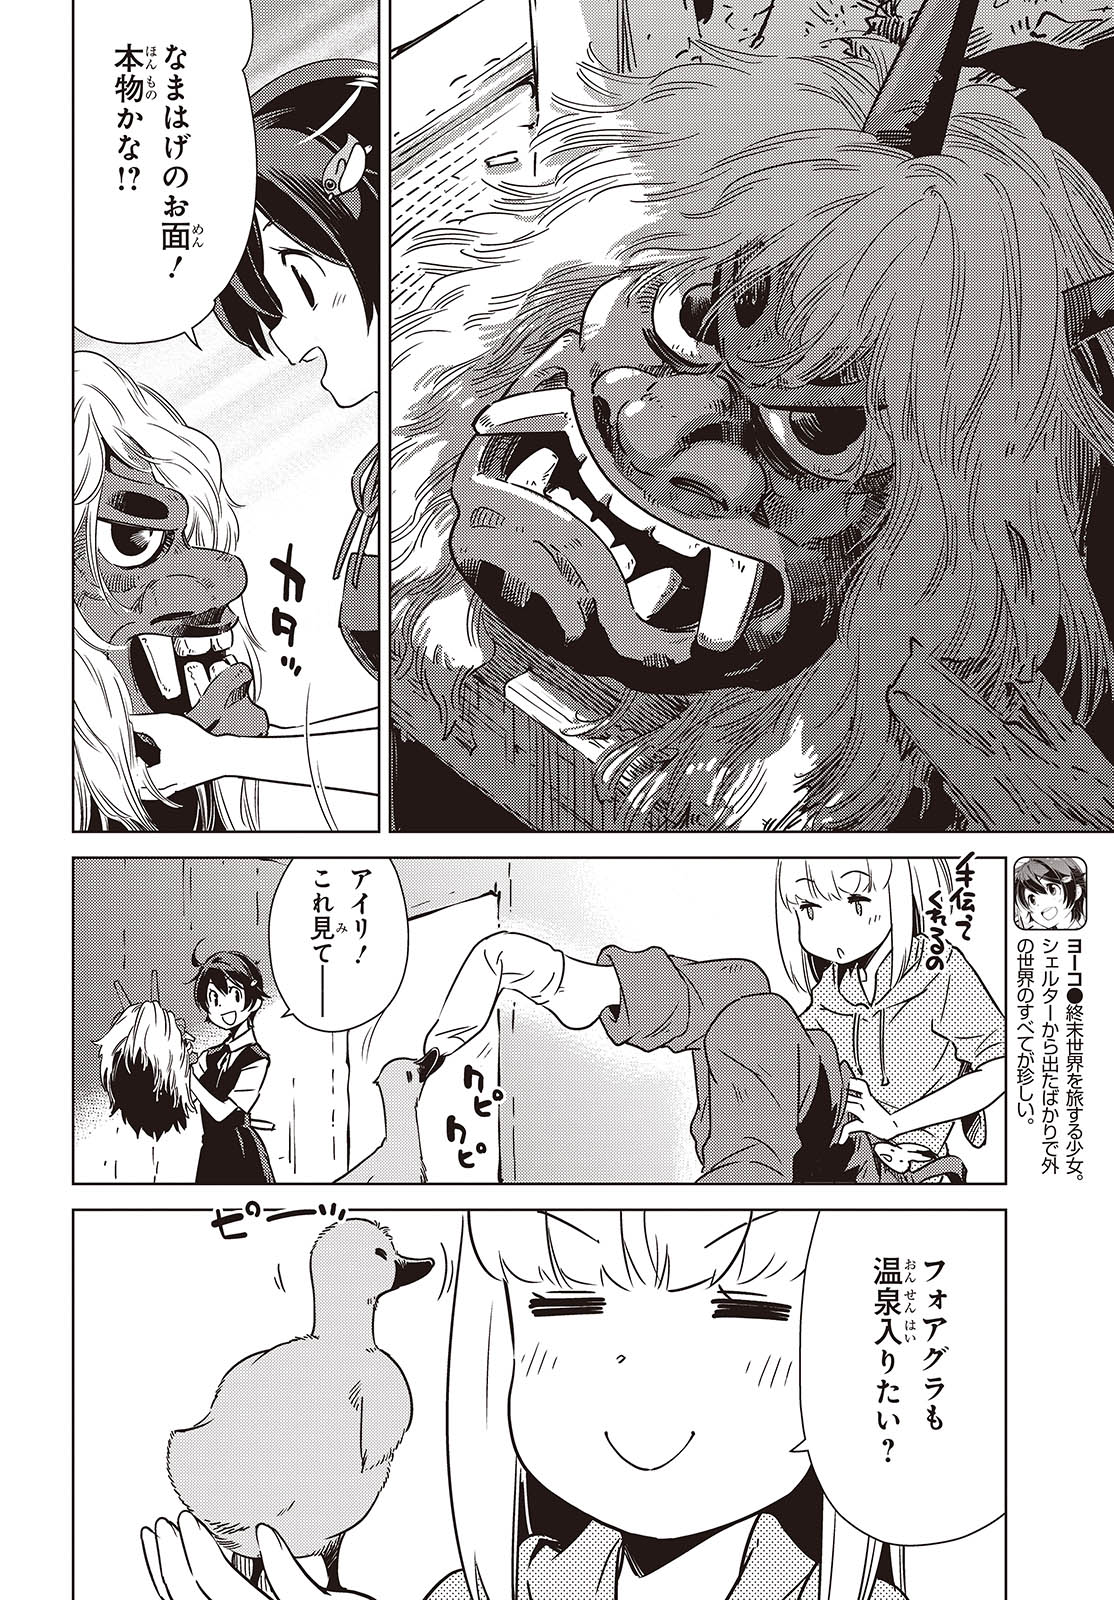 なまはげのお面！
本物かな!?
カタッ
手伝って
くれるの
アイリ！
これ見て――
クピ
クピ
ヨーコ●終末世界を旅する少女。
シェルターから出たばかりで外
の世界のすべてが珍しい。
フォアグラも
温泉入りたい？
ピーーッ